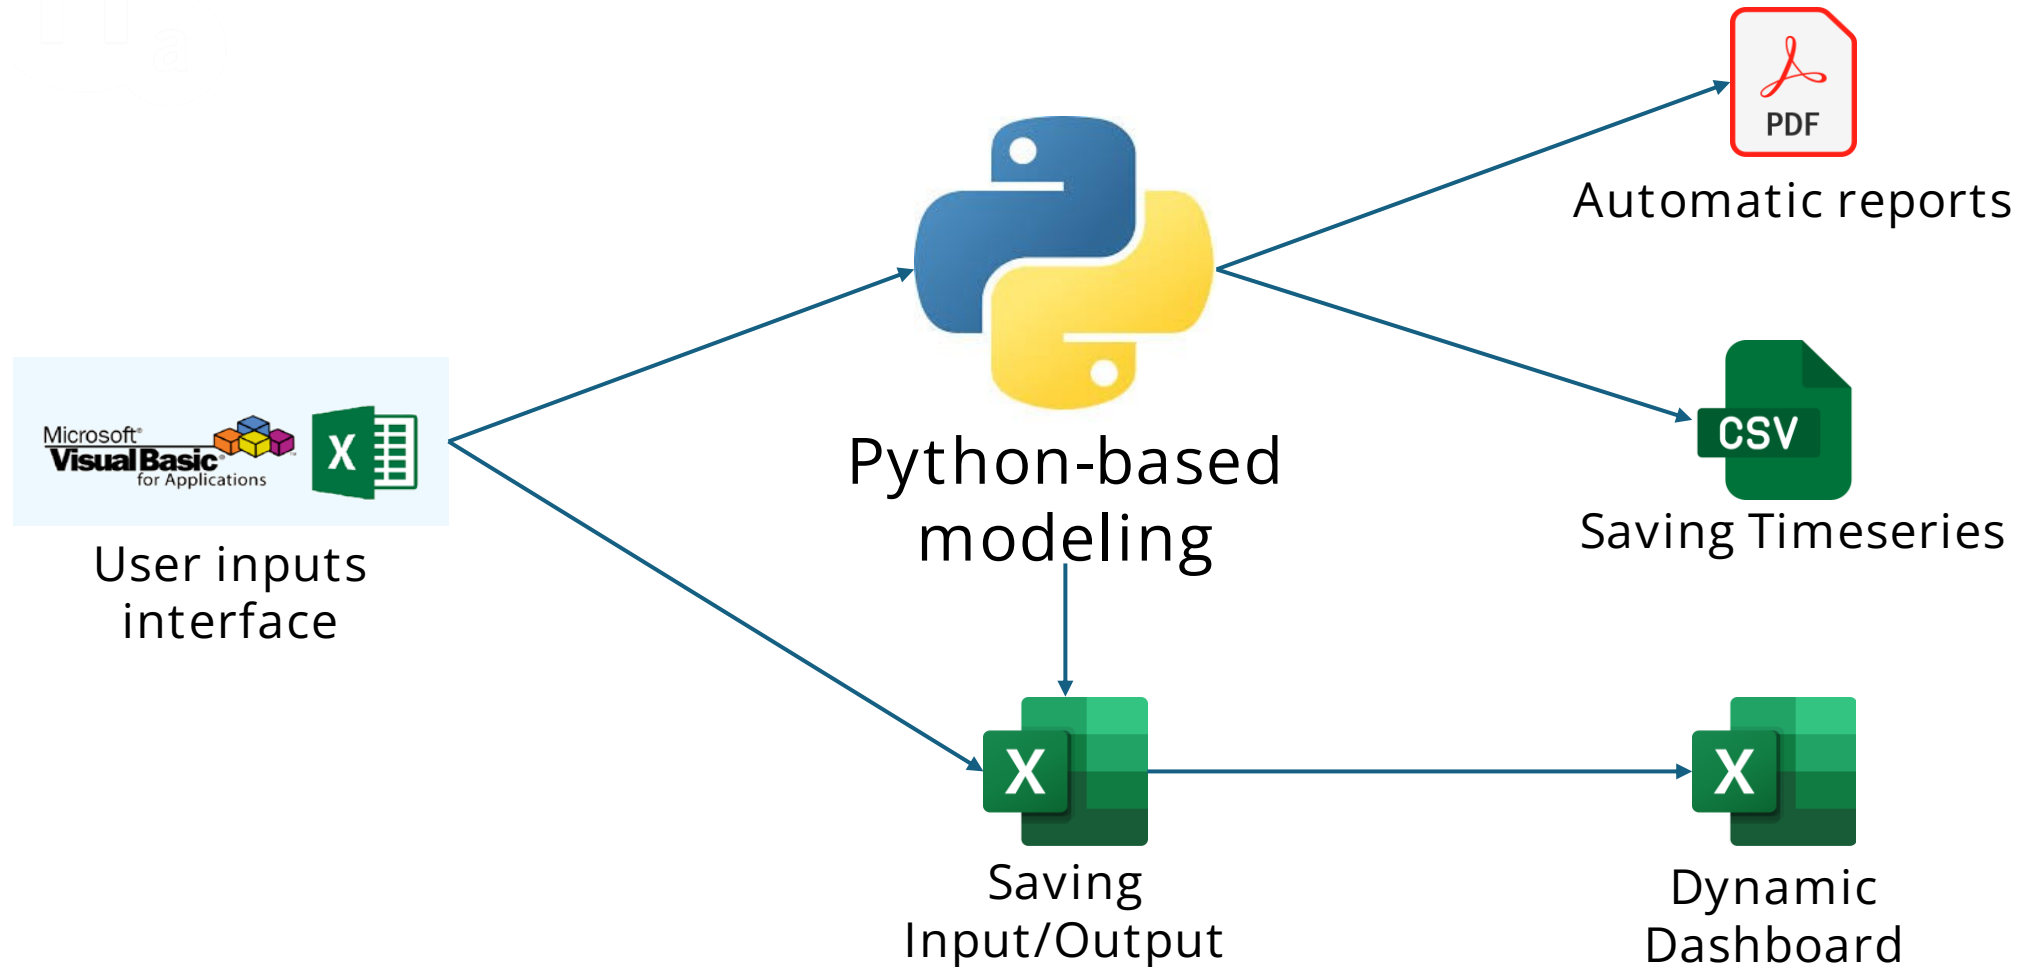 PDF
Automatic reports
Microsoft®
Visual Basic®
for Applications
X
User inputs
interface
Python-based
modeling
CSV
Saving Timeseries
X
Saving
Input/Output
X
Dynamic
Dashboard